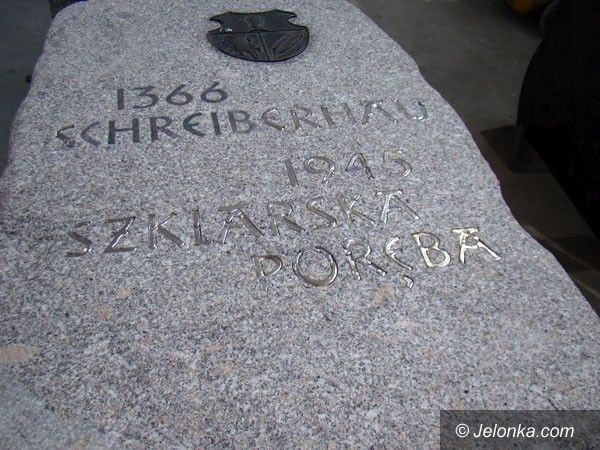 1366
SCHREIBERHAU
1945
SZKLARSKA
PORĘBA
© Jelonka.com